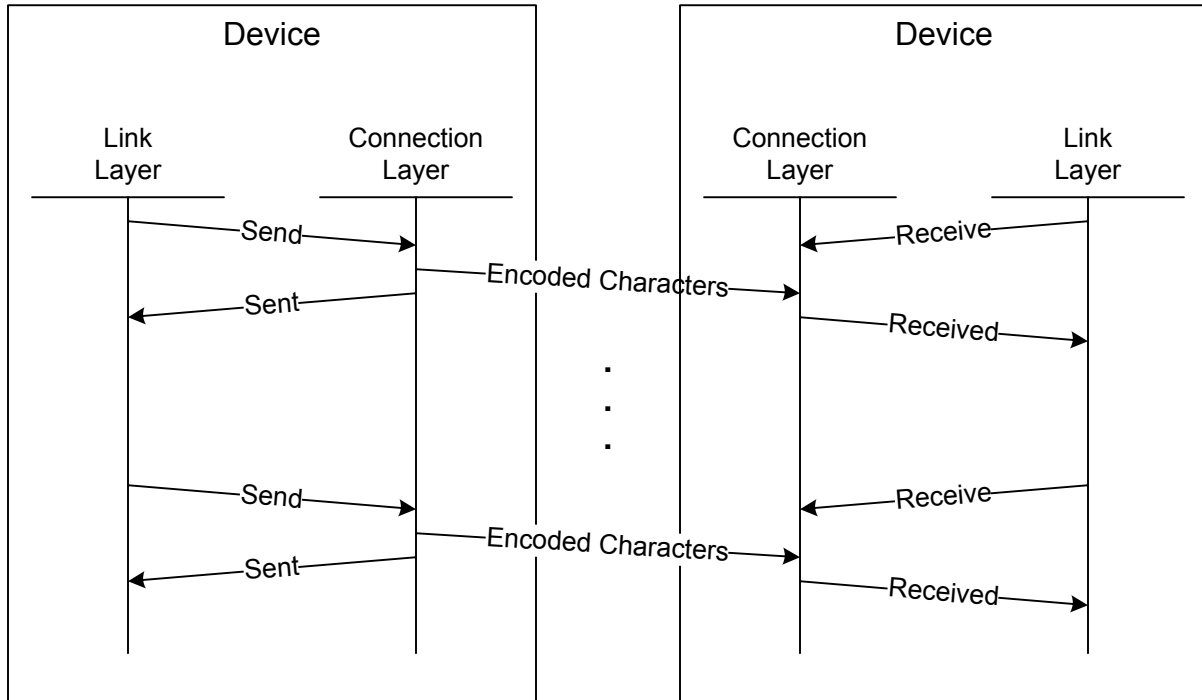 Device
Device
Link
Layer
Connection
Layer
Connection
Layer
Link
Layer
Send
Receive
Encoded Characters
Sent
Received
.
.
.
Send
Receive
Encoded Characters
Sent
Received